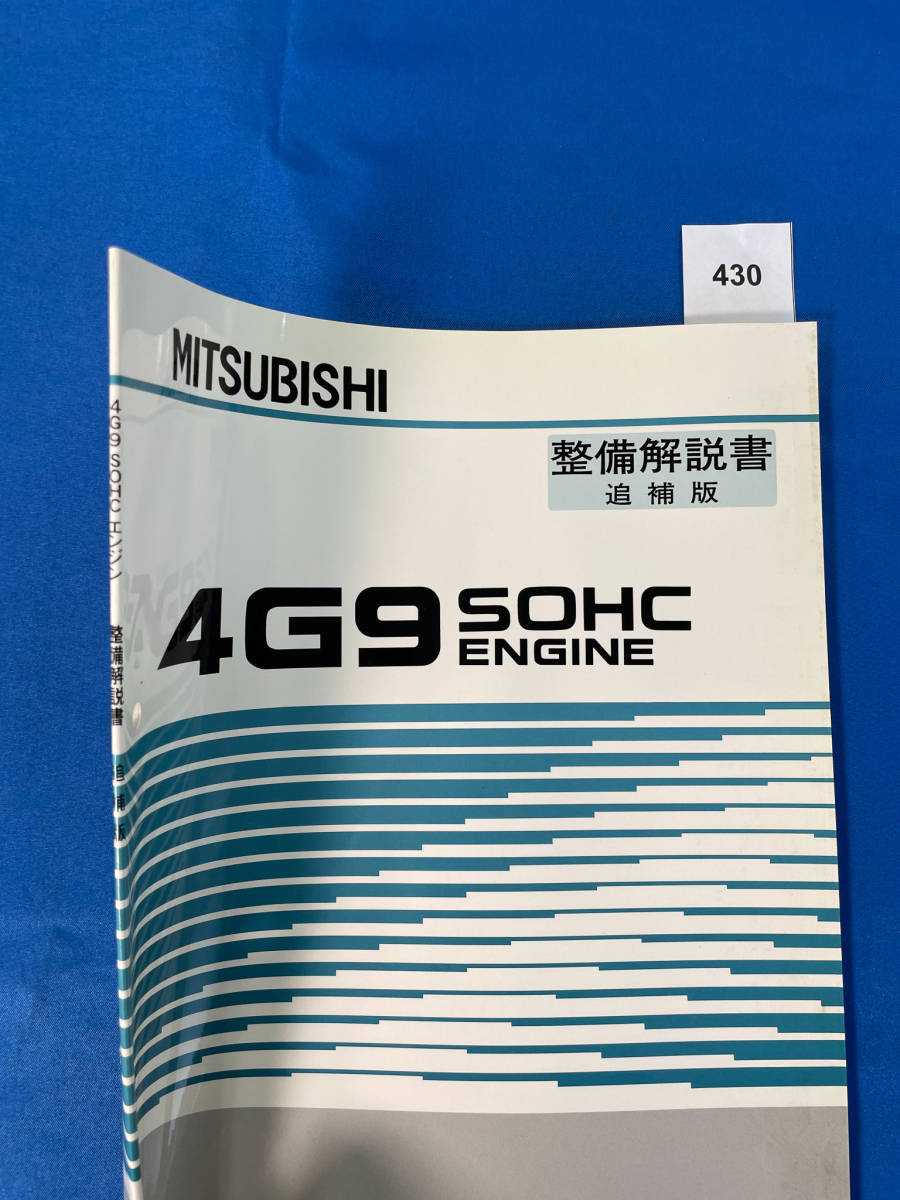 430
MITSUBISHI
整備解説書
追補版
4G9 SOHC
ENGINE
4G9 SOHC エンジン 整備解説書 追補版